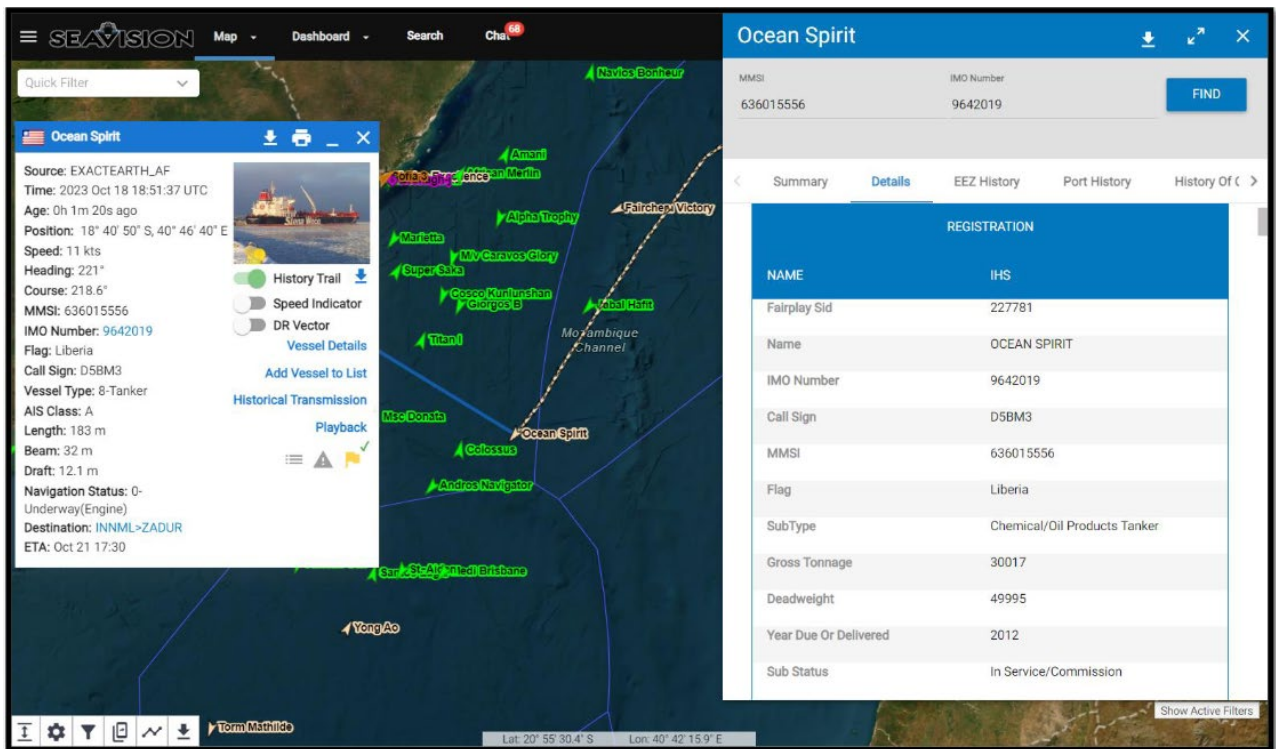 SEAVISION
Map
Dashboard
Search
Chat
68
Quick Filter
Ocean Spirit
Source: EXACTEARTH_AF
Time: 2023 Oct 18 18:51:37 UTC
Age: 0h 1m 20s ago
Position: 18° 40' 50" S, 40° 46' 40" E
Speed: 11 kts
Heading: 221°
Course: 218.6°
MMSI: 636015556
IMO Number: 9642019
Flag: Liberia
Call Sign: D5BM3
Vessel Type: 8-Tanker
AIS Class: A
Length: 183 m
Beam: 32 m
Draft: 12.1 m
Navigation Status: 0-
Underway(Engine)
Destination: INNML>ZADUR
ETA: Oct 21 17:30
History Trail
Speed Indicator
DR Vector
Vessel Details
Add Vessel to List
Historical Transmission
Playback
Navios Bonheur
Amani
Merlin
Alpha Trophy
Fairchem Victory
Marietta
M/v Caravos Glory
Super Saka
Cosco Kunlunshan
Giorgos B
Jabal Hafit
Mozambique
Channel
Titan I
Msc Donata
Ocean Spirit
Colossus
Andros Navigator
Brisbane
Yong Ao
Torm Mathilde
Lat: 20° 55' 30.4" S Lon: 40° 42' 15.9" E
Ocean Spirit
MMSI
636015556
IMO Number
9642019
FIND
Summary
Details
EEZ History
Port History
History Of
REGISTRATION
NAME IHS
Fairplay Sid 227781
Name OCEAN SPIRIT
IMO Number 9642019
Call Sign D5BM3
MMSI 636015556
Flag Liberia
SubType Chemical/Oil Products Tanker
Gross Tonnage 30017
Deadweight 49995
Year Due Or Delivered 2012
Sub Status In Service/Commission
Show Active Filters